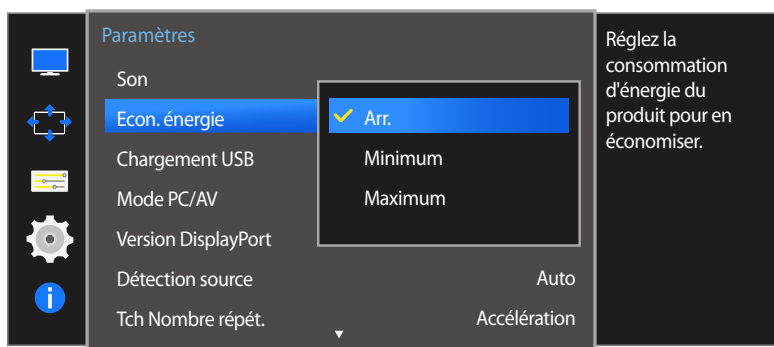 Paramètres
Son
Econ. énergie
Arr.
Minimum
Maximum
Chargement USB
Mode PC/AV
Version DisplayPort
Détection source Auto
Tch Nombre répét. Accélération
Réglez la
consommation
d'énergie du
produit pour en
économiser.